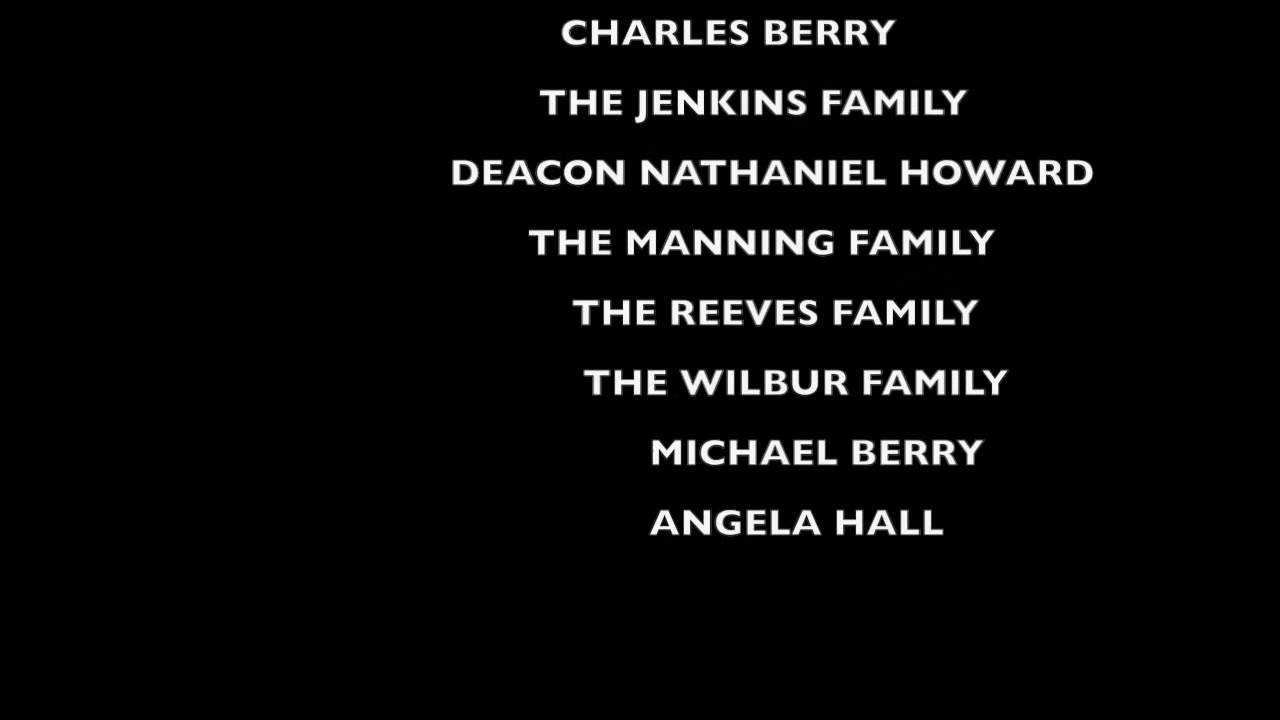 CHARLES BERRY
THE JENKINS FAMILY
DEACON NATHANIEL HOWARD
THE MANNING FAMILY
THE REEVES FAMILY
THE WILBUR FAMILY
MICHAEL BERRY
ANGELA HALL